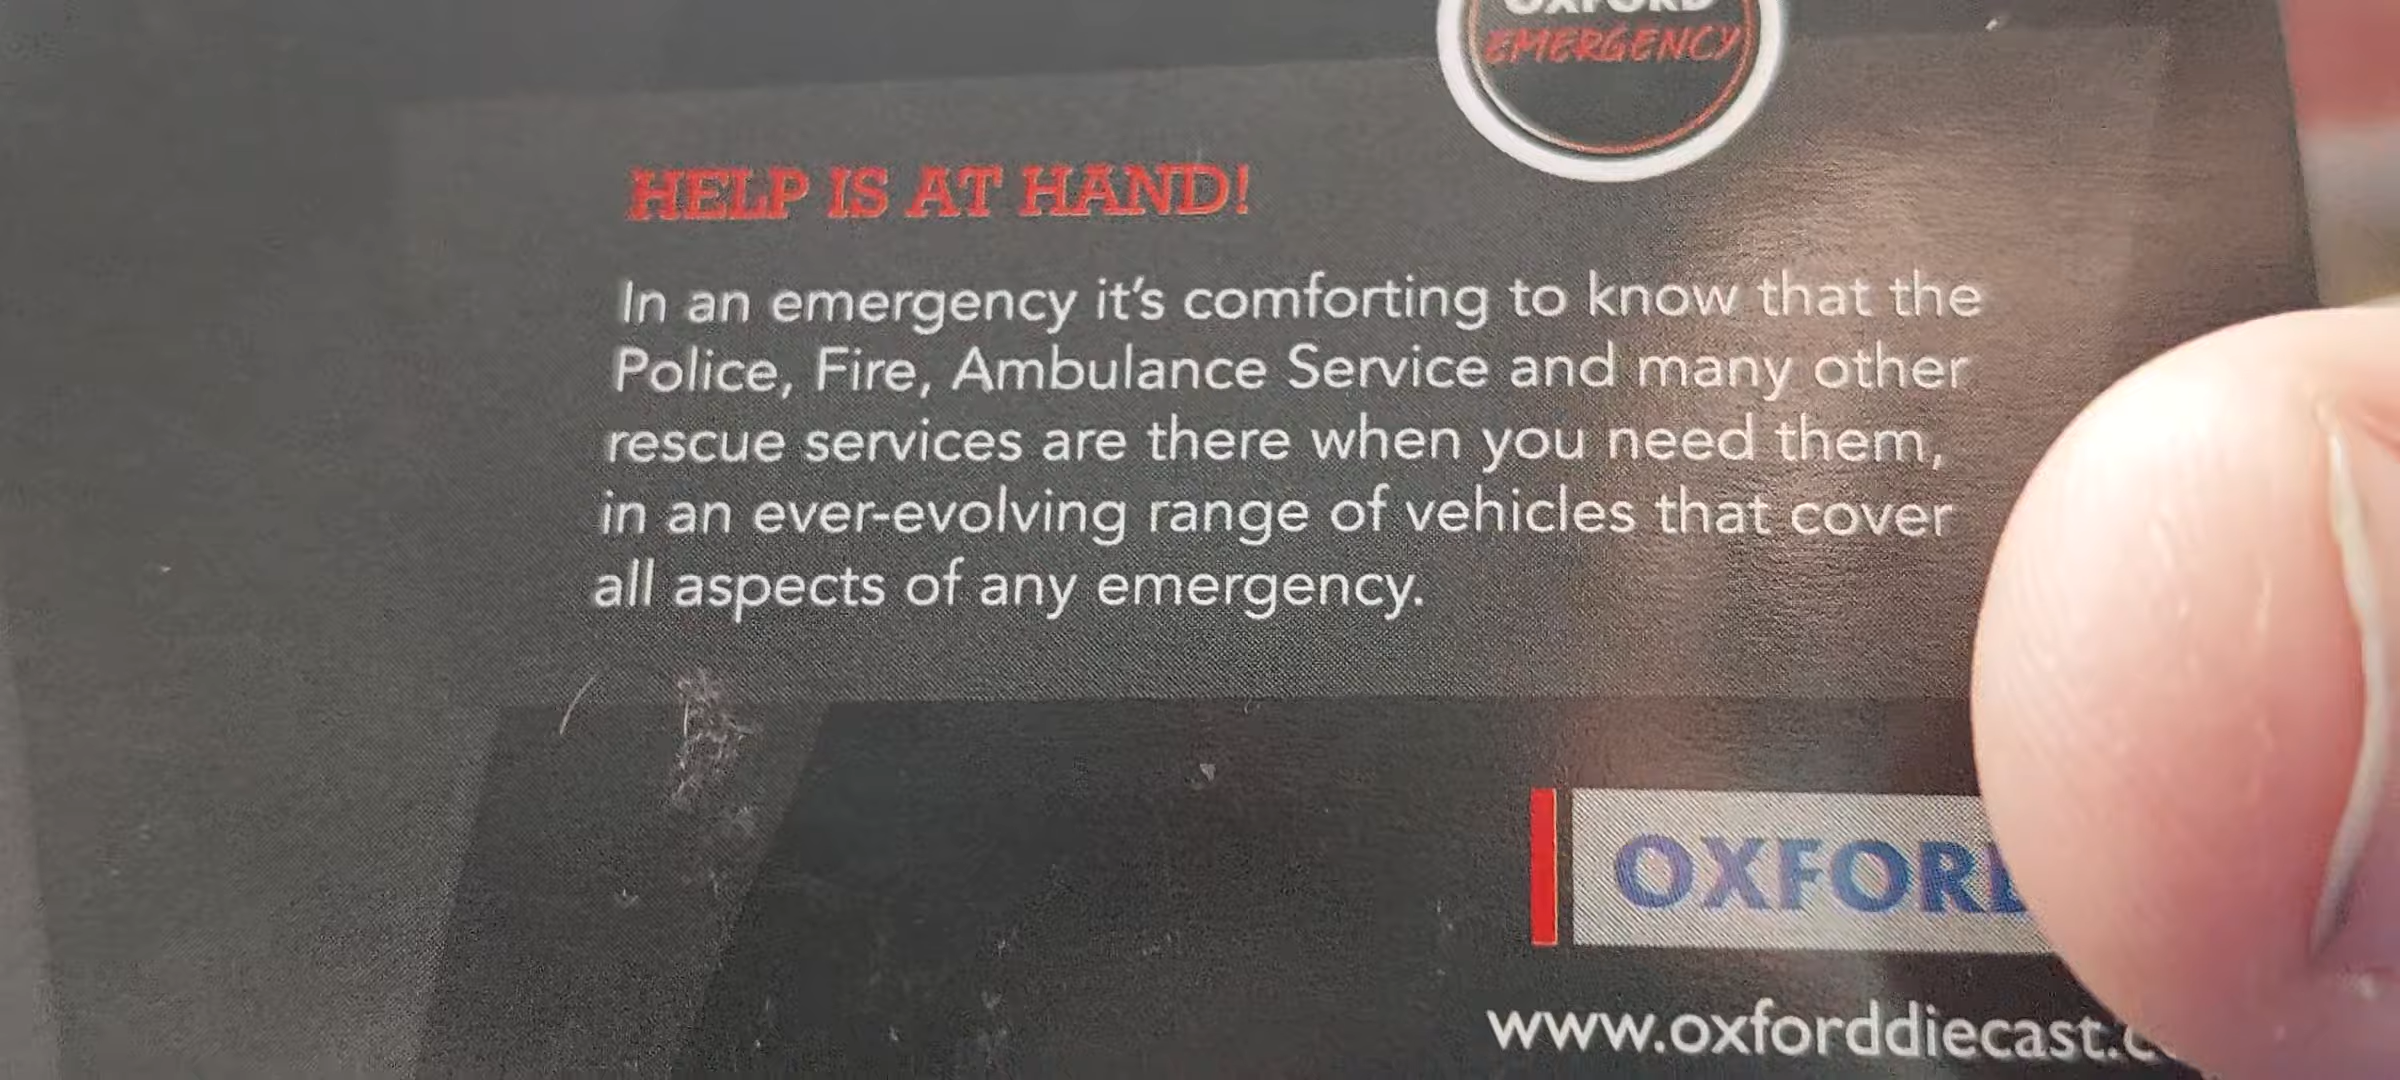 OXFORD
EMERGENCY
HELP IS AT HAND!
In an emergency it's comforting to know that the
Police, Fire, Ambulance Service and many other
rescue services are there when you need them,
in an ever-evolving range of vehicles that cover
all aspects of any emergency.
OXFORD
www.oxforddiecast.c